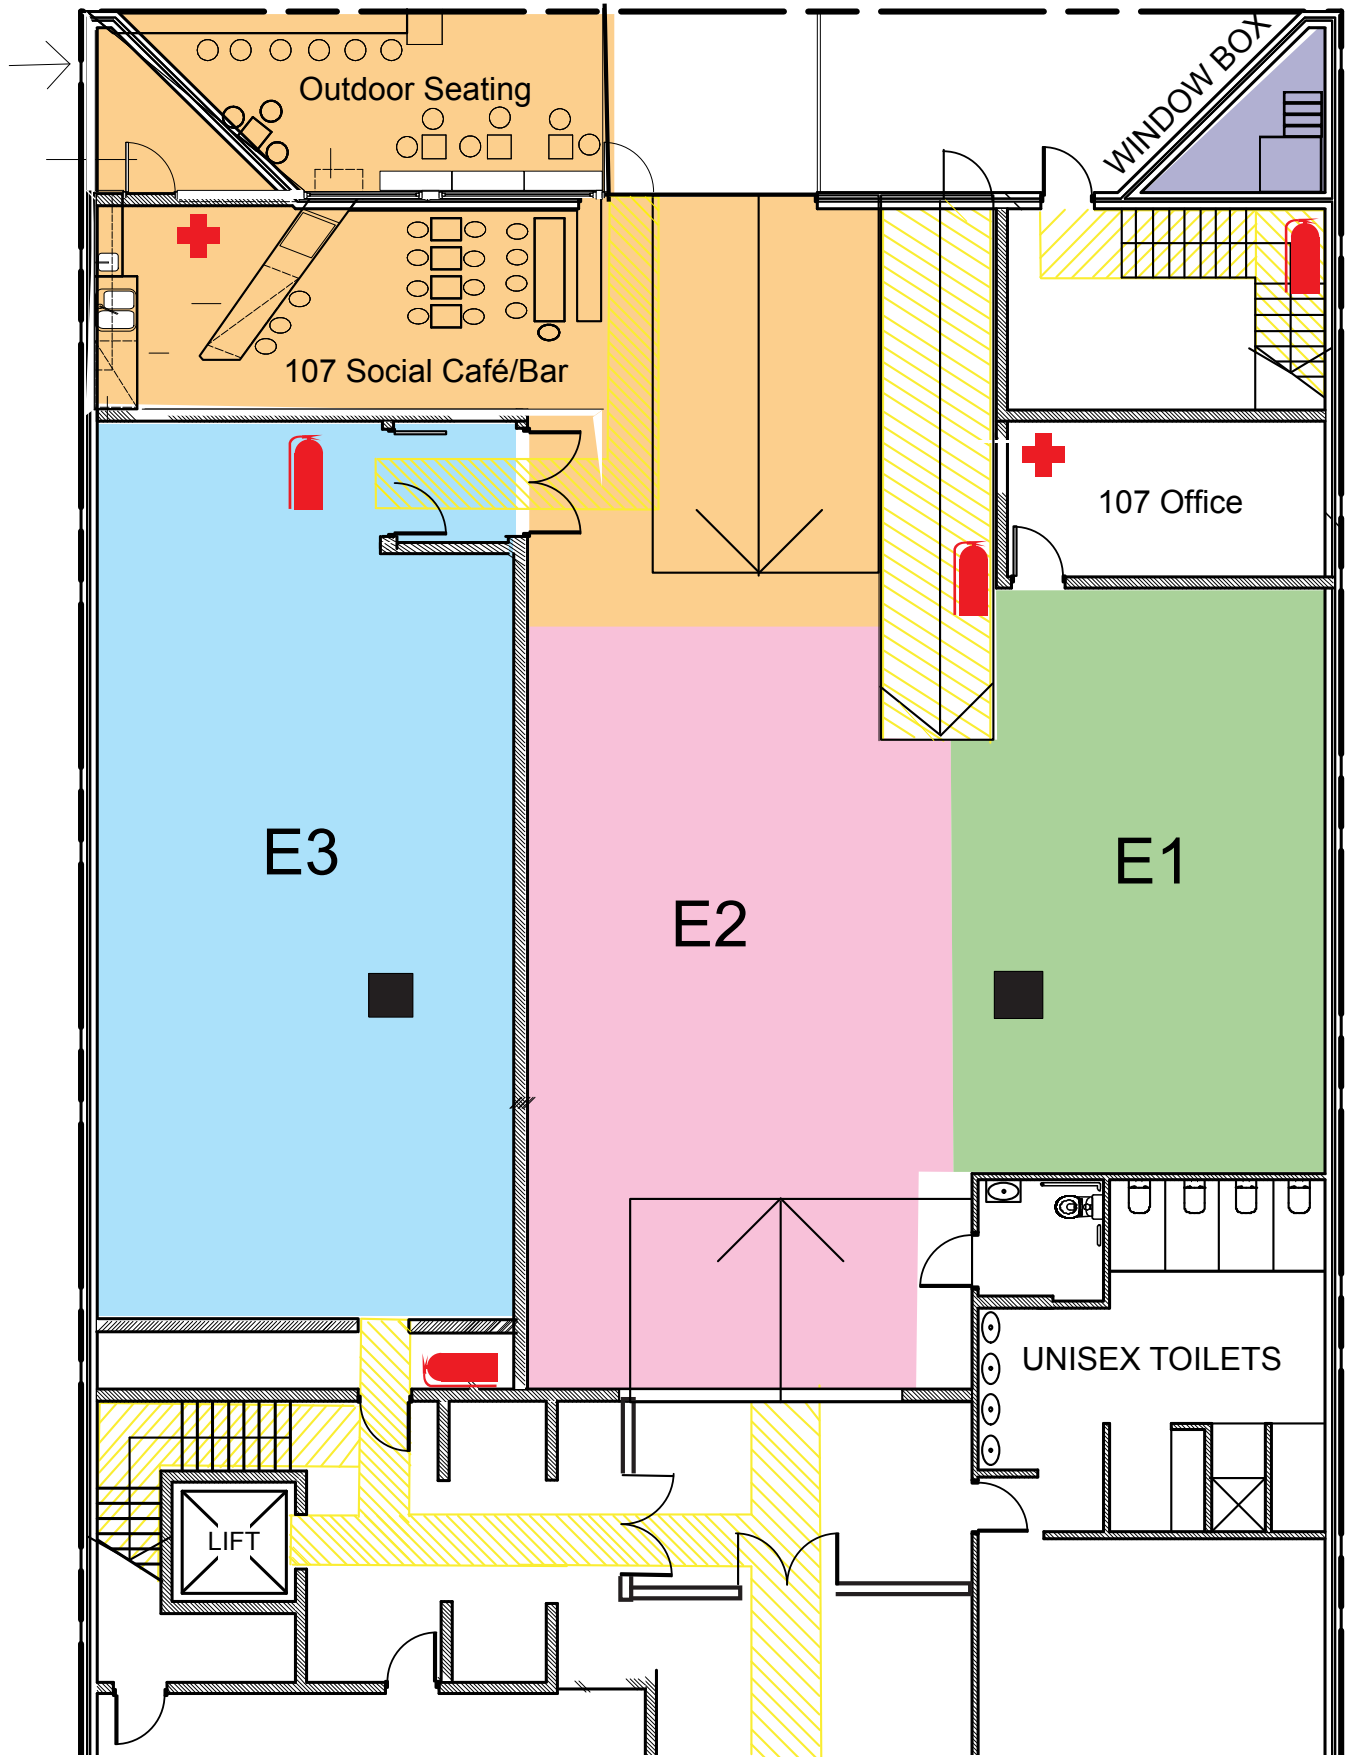 Outdoor Seating
WINDOW BOX
107 Social Café/Bar
107 Office
E3
E1
E2
UNISEX TOILETS
LIFT